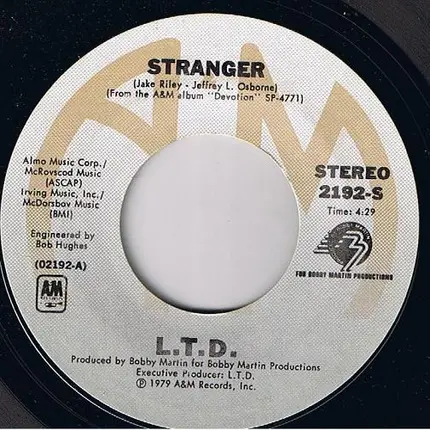 STRANGER
(Jake Riley - Jeffrey L. Osborne)
(From the A&M album "Devotion" SP-4771)
Almo Music Corp./
McRovscod Music
(ASCAP)
Irving Music, Inc./
McDorsbov Music
(BMI)
Engineered by
Bob Hughes
(02192-A)
A&M
RECORDS
STEREO
2192-S
Time: 4:29
FOR BOBBY MARTIN PRODUCTIONS
L.T.D.
Produced by Bobby Martin for Bobby Martin Productions
Executive Producer: L.T.D.
℗ 1979 A&M Records, Inc.